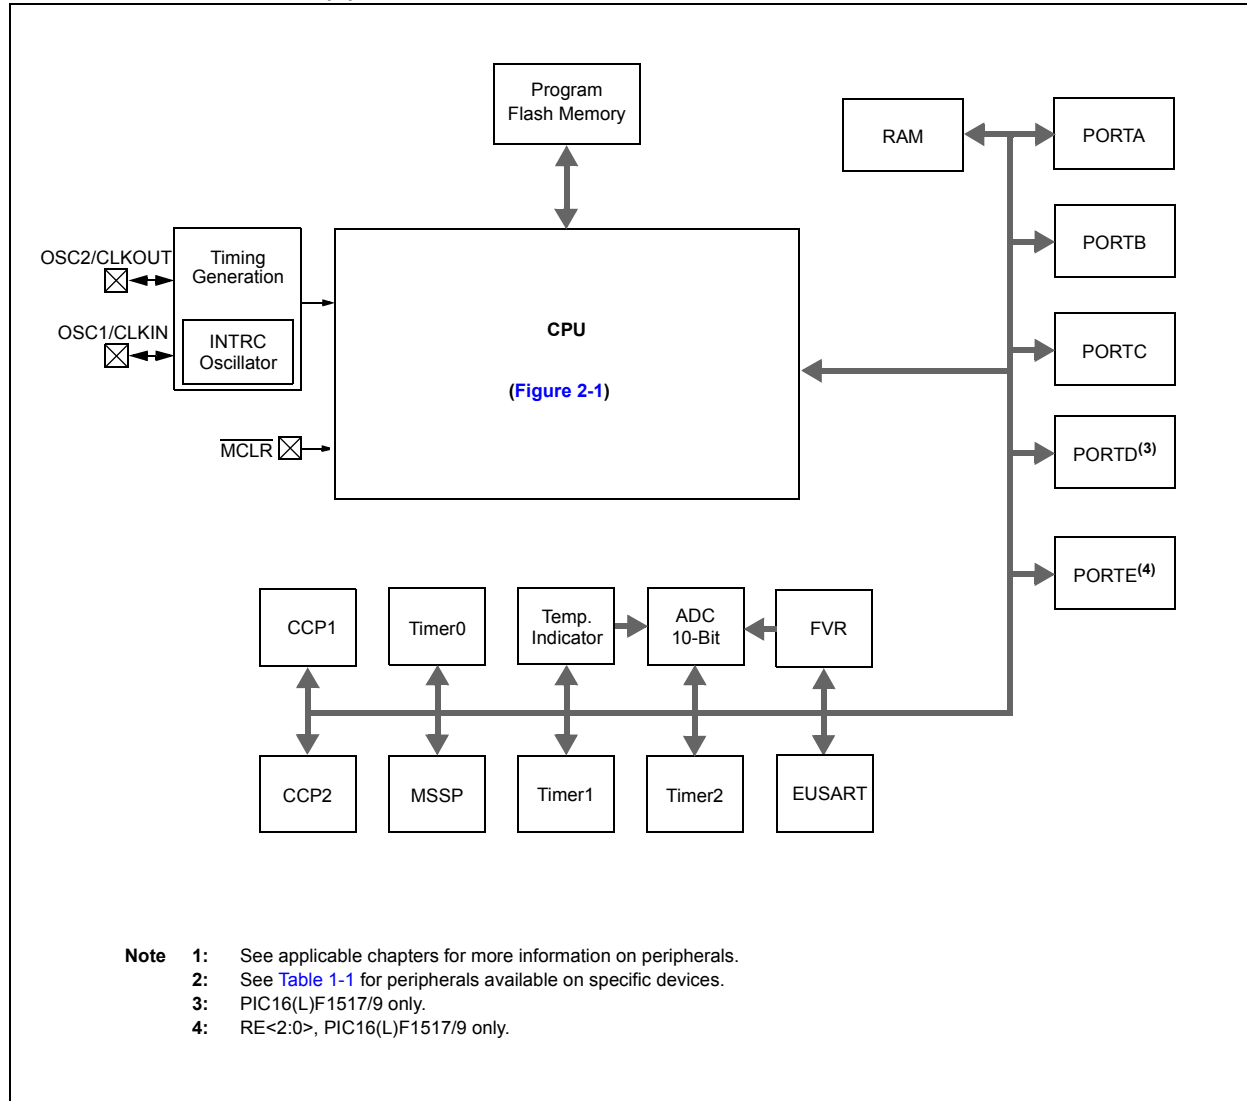 Program
Flash Memory
RAM
PORTA
OSC2/CLKOUT
Timing
Generation
PORTB
OSC1/CLKIN
INTRC
Oscillator
CPU
(Figure 2-1)
PORTC
MCLR
PORTD(3)
PORTE(4)
CCP1
Timer0
Temp.
Indicator
ADC
10-Bit
FVR
CCP2
MSSP
Timer1
Timer2
EUSART
Note 1: See applicable chapters for more information on peripherals.
2: See Table 1-1 for peripherals available on specific devices.
3: PIC16(L)F1517/9 only.
4: RE<2:0>, PIC16(L)F1517/9 only.